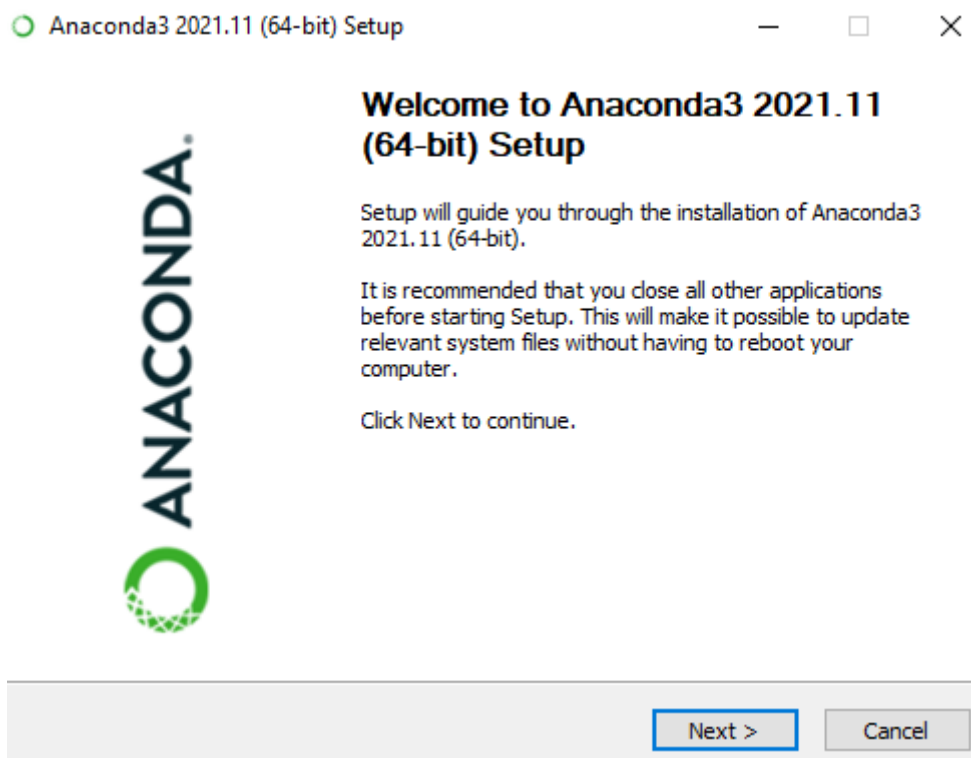 Anaconda3 2021.11 (64-bit) Setup
ANACONDA.
Welcome to Anaconda3 2021.11
(64-bit) Setup
Setup will guide you through the installation of Anaconda3
2021.11 (64-bit).
It is recommended that you close all other applications
before starting Setup. This will make it possible to update
relevant system files without having to reboot your
computer.
Click Next to continue.
Next >
Cancel